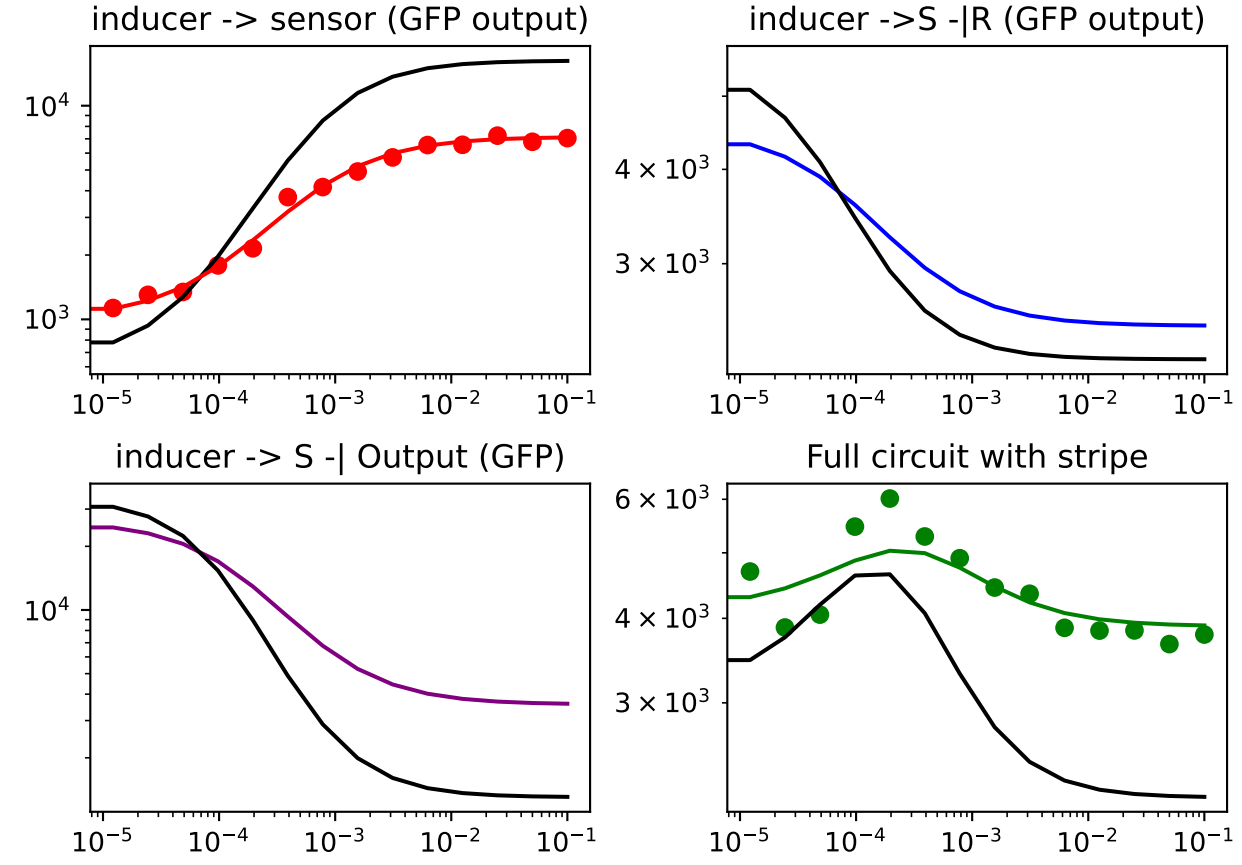 inducer -> sensor (GFP output)
10⁴
10³
10⁻⁵ 10⁻⁴ 10⁻³ 10⁻² 10⁻¹
inducer ->S -|R (GFP output)
4 × 10³
3 × 10³
10⁻⁵ 10⁻⁴ 10⁻³ 10⁻² 10⁻¹
inducer -> S -| Output (GFP)
10⁴
10⁻⁵ 10⁻⁴ 10⁻³ 10⁻² 10⁻¹
Full circuit with stripe
6 × 10³
4 × 10³
3 × 10³
10⁻⁵ 10⁻⁴ 10⁻³ 10⁻² 10⁻¹